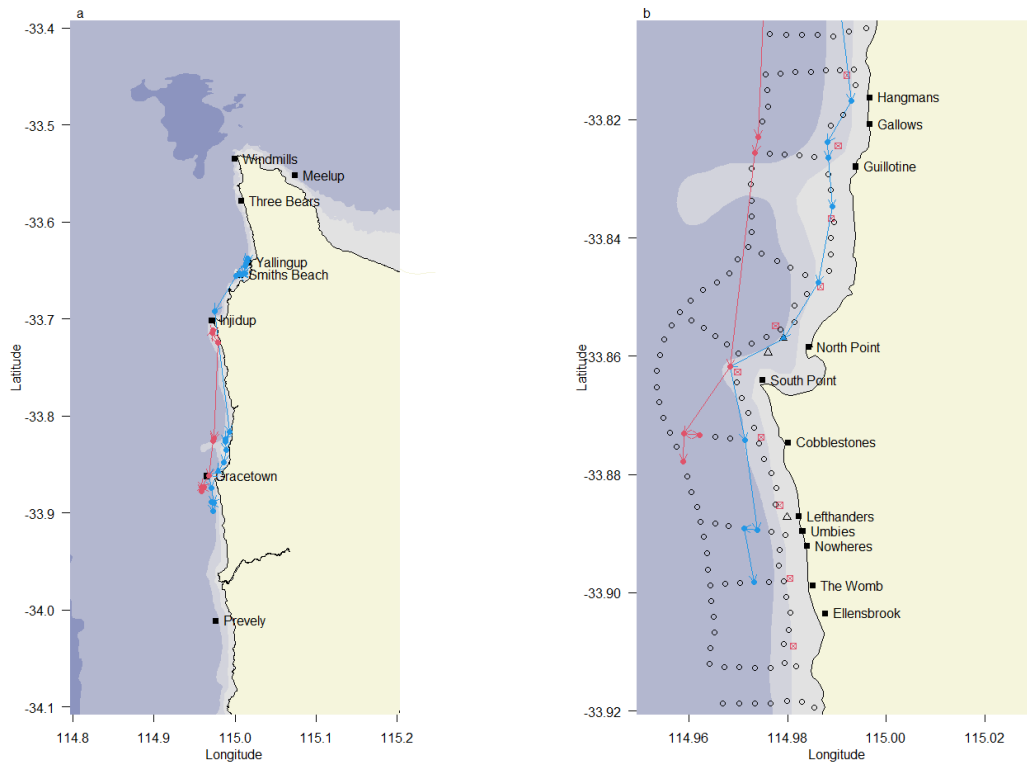 a
-33.4
-33.5
-33.6
-33.7
-33.8
-33.9
-34.0
-34.1
Latitude
Windmills
Meelup
Three Bears
Yallingup
Smiths Beach
Injidup
Gracetown
Prevely
114.8 114.9 115.0 115.1 115.2
Longitude
b
-33.82
-33.84
-33.86
-33.88
-33.90
-33.92
Latitude
Hangmans
Gallows
Guillotine
North Point
South Point
Cobblestones
Lefthanders
Umbies
Nowheres
The Womb
Ellensbrook
114.96 114.98 115.00 115.02
Longitude